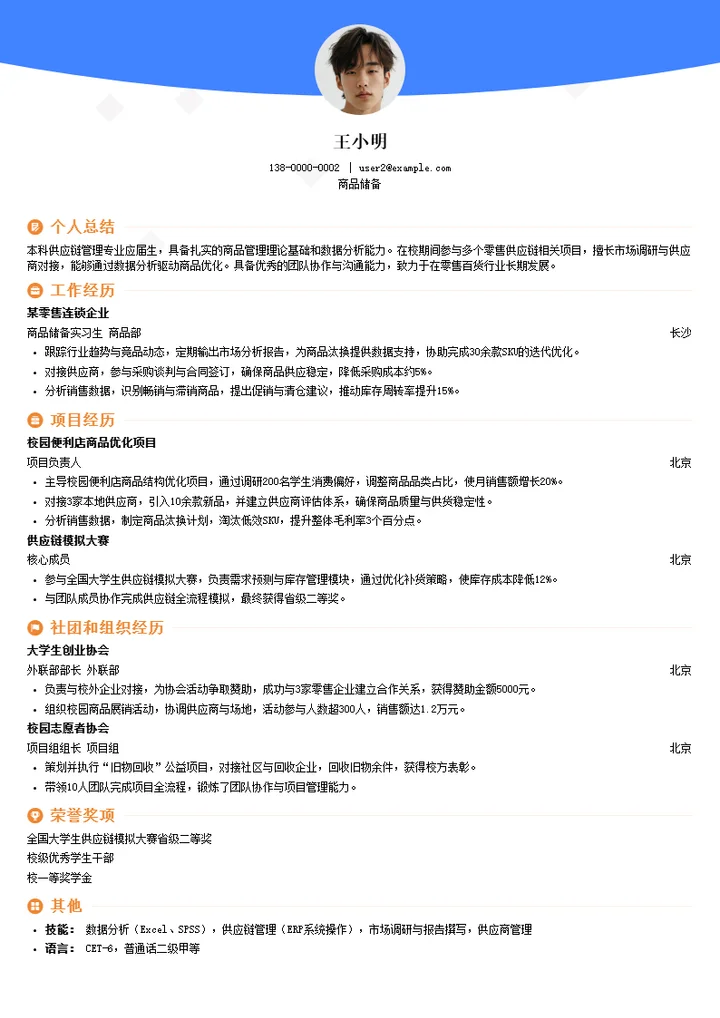 王小明
138-0000-0002 | user2@example.com
商品储备
个人总结
本科供应链管理专业应届生，具备扎实的商品管理理论基础和数据分析能力。在校期间参与多个零售供应链相关项目，擅长市场调研与供应
商对接，能够通过数据分析驱动商品优化。具备优秀的团队协作与沟通能力，致力于在零售百货行业长期发展。
工作经历
某零售连锁企业
商品储备实习生 商品部 长沙
• 跟踪行业趋势与竞品动态，定期输出市场分析报告，为商品汰换提供数据支持，协助完成30余款SKU的迭代优化。
• 对接供应商，参与采购谈判与合同签订，确保商品供应稳定，降低采购成本约5%。
• 分析销售数据，识别畅销与滞销商品，提出促销与清仓建议，推动库存周转率提升15%。
项目经历
校园便利店商品优化项目
项目负责人 北京
• 主导校园便利店商品结构优化项目，通过调研200名学生消费偏好，调整商品品类占比，使月销售额增长20%。
• 对接3家本地供应商，引入10余款新品，并建立供应商评估体系，确保商品质量与供货稳定性。
• 分析销售数据，制定商品汰换计划，淘汰低效SKU，提升整体毛利率3个百分点。
供应链模拟大赛
核心成员 北京
• 参与全国大学生供应链模拟大赛，负责需求预测与库存管理模块，通过优化补货策略，使库存成本降低12%。
• 与团队成员协作完成供应链全流程模拟，最终获得省级二等奖。
社团和组织经历
大学生创业协会
外联部部长 外联部 北京
• 负责与校外企业对接，为协会活动争取赞助，成功与3家零售企业建立合作关系，获得赞助金额5000元。
• 组织校园商品展销活动，协调供应商与场地，活动参与人数超300人，销售额达1.2万元。
校园志愿者协会
项目组组长 项目组 北京
• 策划并执行“旧物回收”公益项目，对接社区与回收企业，回收旧物余件，获得校方表彰。
• 带领10人团队完成项目全流程，锻炼了团队协作与项目管理能力。
荣誉奖项
全国大学生供应链模拟大赛省级二等奖
校级优秀学生干部
校一等奖学金
其他
• 技能： 数据分析（Excel、SPSS），供应链管理（ERP系统操作），市场调研与报告撰写，供应商管理
• 语言： CET-6，普通话二级甲等